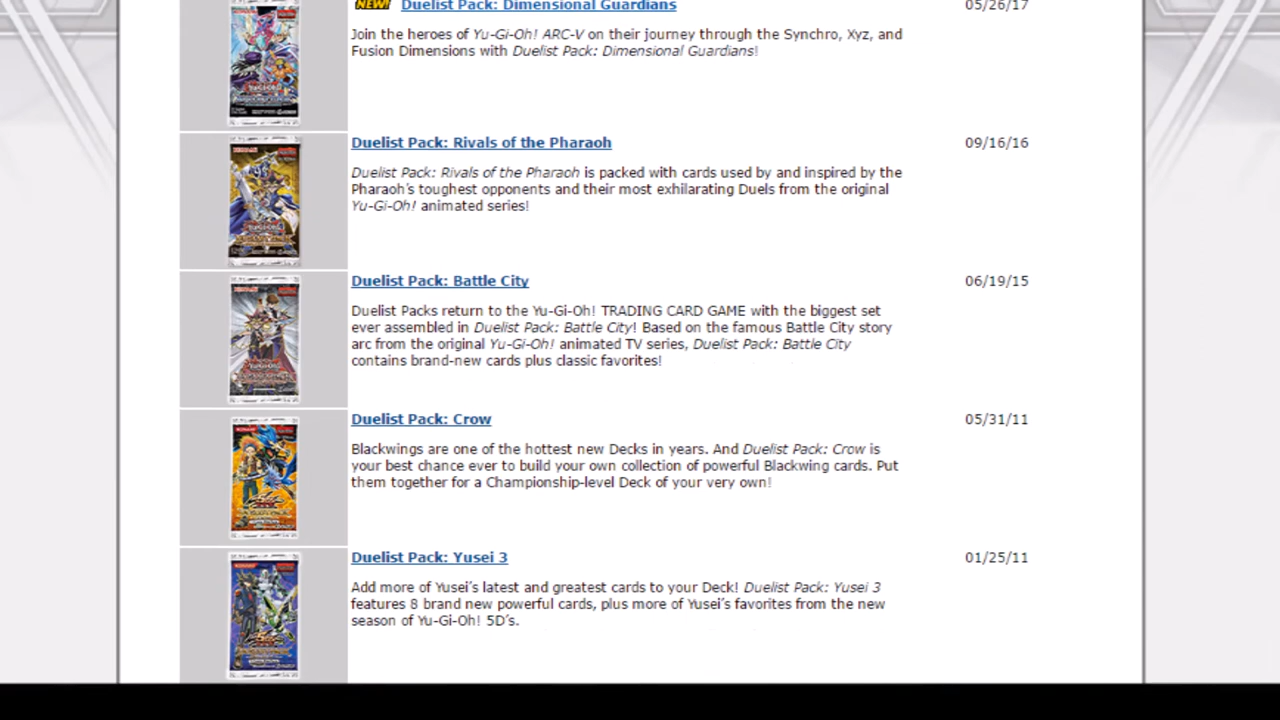 NEW! Duelist Pack: Dimensional Guardians 05/26/17
Join the heroes of Yu-Gi-Oh! ARC-V on their journey through the Synchro, Xyz, and
Fusion Dimensions with Duelist Pack: Dimensional Guardians!
Duelist Pack: Rivals of the Pharaoh 09/16/16
Duelist Pack: Rivals of the Pharaoh is packed with cards used by and inspired by the
Pharaoh's toughest opponents and their most exhilarating Duels from the original
Yu-Gi-Oh! animated series!
Duelist Pack: Battle City 06/19/15
Duelist Packs return to the Yu-Gi-Oh! TRADING CARD GAME with the biggest set
ever assembled in Duelist Pack: Battle City! Based on the famous Battle City story
arc from the original Yu-Gi-Oh! animated TV series, Duelist Pack: Battle City
contains brand-new cards plus classic favorites!
Duelist Pack: Crow 05/31/11
Blackwings are one of the hottest new Decks in years. And Duelist Pack: Crow is
your best chance ever to build your own collection of powerful Blackwing cards. Put
them together for a Championship-level Deck of your very own!
Duelist Pack: Yusei 3 01/25/11
Add more of Yusei's latest and greatest cards to your Deck! Duelist Pack: Yusei 3
features 8 brand new powerful cards, plus more of Yusei's favorites from the new
season of Yu-Gi-Oh! 5D's.